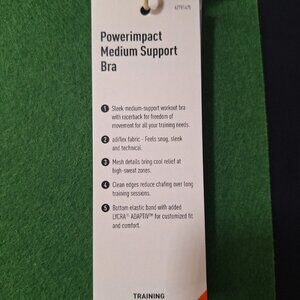 Powerimpact
Medium Support
Bra
1 Sleek medium-support workout bra
with racerback for freedom of
movement for all your training needs.
2 adiflex fabric - Feels snug, sleek
and technical.
3 Mesh details bring cool relief at
high-sweat zones.
4 Clean edges reduce chafing over long
training sessions.
5 Bottom elastic band with added
LYCRA® ADAPTIV™ for customized fit
and comfort.
TRAINING